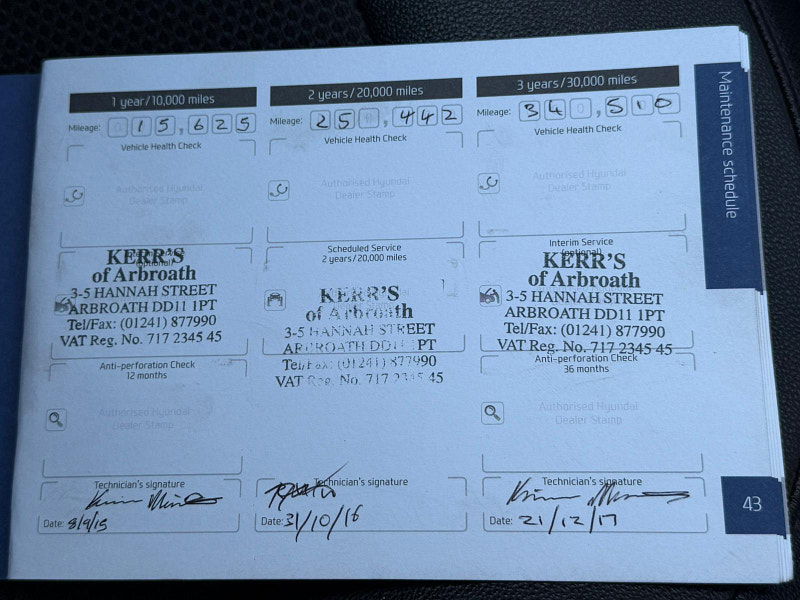 1 year/10,000 miles
Mileage: 015,625
Vehicle Health Check
Authorised Hyundai
Dealer Stamp
KERR'S
of Arbroath
3-5 HANNAH STREET
ARBROATH DD11 1PT
Tel/Fax: (01241) 877990
VAT Reg. No. 717 2345 45
Anti-perforation Check
12 months
Authorised Hyundai
Dealer Stamp
Technician's signature
Date: 8/9/15
2 years/20,000 miles
Mileage: 25,442
Vehicle Health Check
Authorised Hyundai
Dealer Stamp
Scheduled Service
2 years/20,000 miles
KERR'S
of Arbroath
3-5 HANNAH STREET
ARBROATH DD11 1PT
Tel/Fax: (01241) 877990
VAT Reg. No. 717 2345 45
Technician's signature
Date: 31/10/16
3 years/30,000 miles
Mileage: 34,510
Vehicle Health Check
Authorised Hyundai
Dealer Stamp
Interim Service
(optional)
KERR'S
of Arbroath
3-5 HANNAH STREET
ARBROATH DD11 1PT
Tel/Fax: (01241) 877990
VAT Reg. No. 717 2345 45
Anti-perforation Check
36 months
Authorised Hyundai
Dealer Stamp
Technician's signature
Date: 21/12/17
Maintenance schedule
43